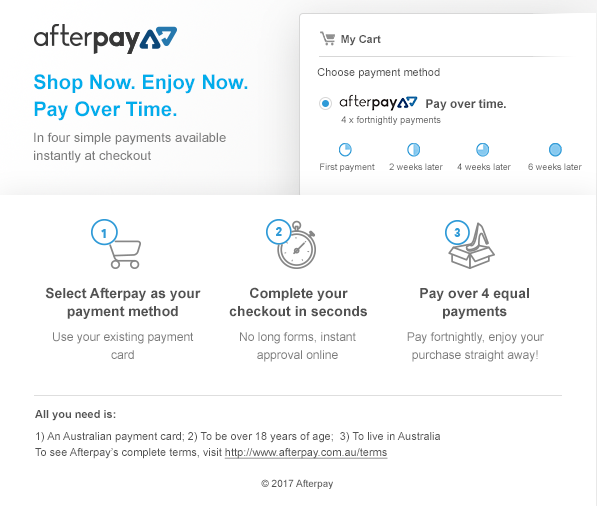 afterpay
Shop Now. Enjoy Now.
Pay Over Time.
In four simple payments available
instantly at checkout
My Cart
Choose payment method
afterpay Pay over time.
4 x fortnightly payments
First payment 2 weeks later 4 weeks later 6 weeks later
1 2 3
Select Afterpay as your
payment method
Use your existing payment
card
Complete your
checkout in seconds
No long forms, instant
approval online
Pay over 4 equal
payments
Pay fortnightly, enjoy your
purchase straight away!
All you need is:
1) An Australian payment card; 2) To be over 18 years of age; 3) To live in Australia
To see Afterpay's complete terms, visit http://www.afterpay.com.au/terms
© 2017 Afterpay